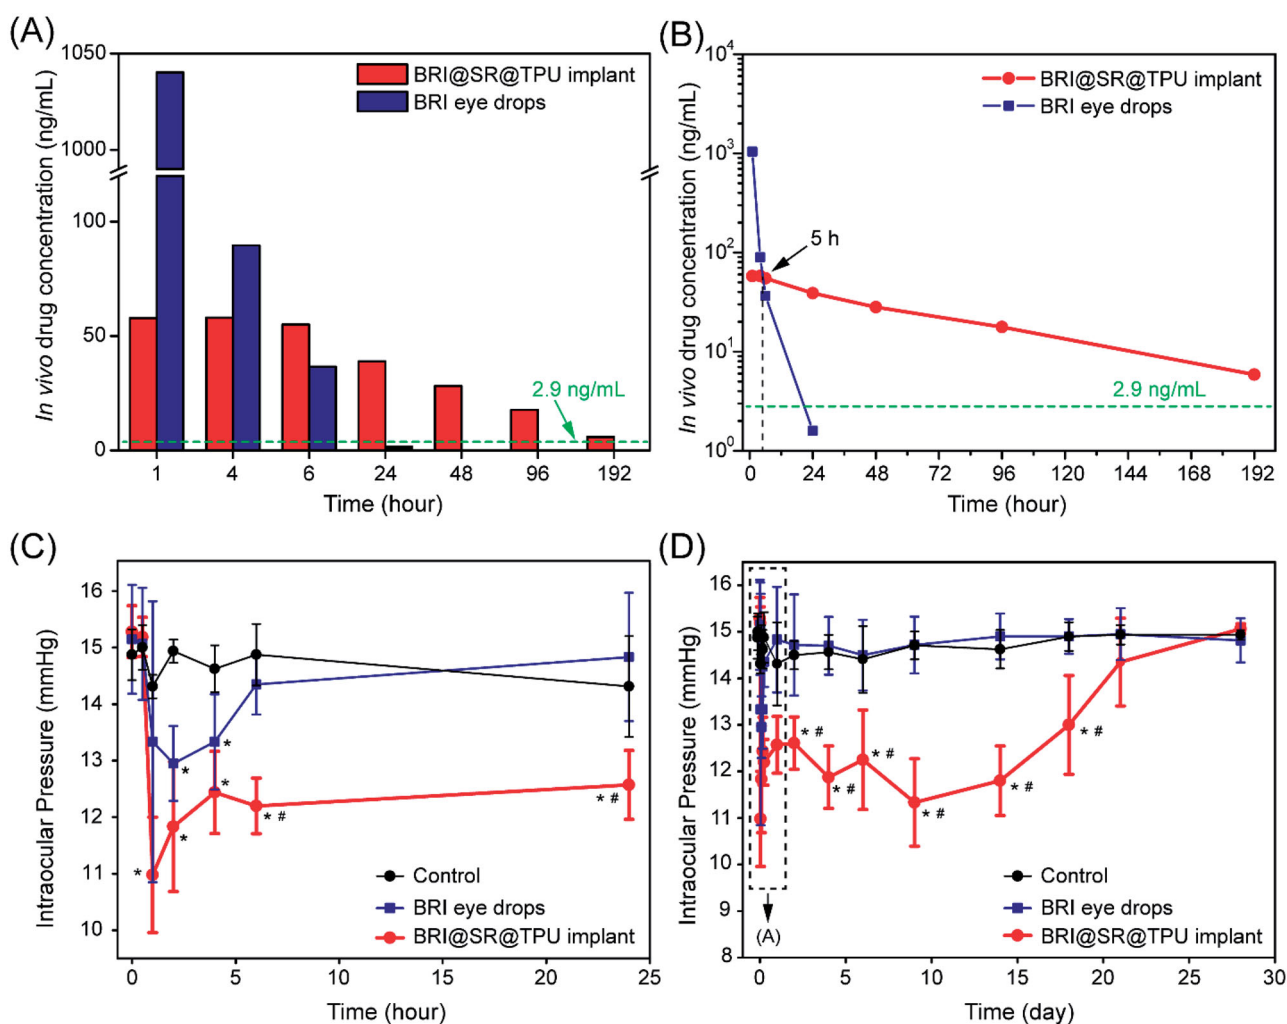 (A)
1050
1000
100
50
0
In vivo drug concentration (ng/mL)
BRI@SR@TPU implant
BRI eye drops
2.9 ng/mL
1 4 6 24 48 96 192
Time (hour)
(B)
10⁴
10³
10²
10¹
10⁰
In vivo drug concentration (ng/mL)
BRI@SR@TPU implant
BRI eye drops
5 h
2.9 ng/mL
0 24 48 72 96 120 144 168 192
Time (hour)
(C)
16
15
14
13
12
11
10
Intraocular Pressure (mmHg)
*
*
*
*
*
* #
* #
Control
BRI eye drops
BRI@SR@TPU implant
0 5 10 15 20 25
Time (hour)
(D)
16
15
14
13
12
11
10
9
8
Intraocular Pressure (mmHg)
* #
* #
* #
* #
* #
* #
(A)
Control
BRI eye drops
BRI@SR@TPU implant
0 5 10 15 20 25 30
Time (day)